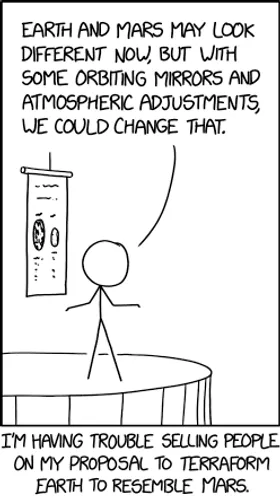 EARTH AND MARS MAY LOOK
DIFFERENT NOW, BUT WITH
SOME ORBITING MIRRORS AND
ATMOSPHERIC ADJUSTMENTS,
WE COULD CHANGE THAT.
I'M HAVING TROUBLE SELLING PEOPLE
ON MY PROPOSAL TO TERRAFORM
EARTH TO RESEMBLE MARS.